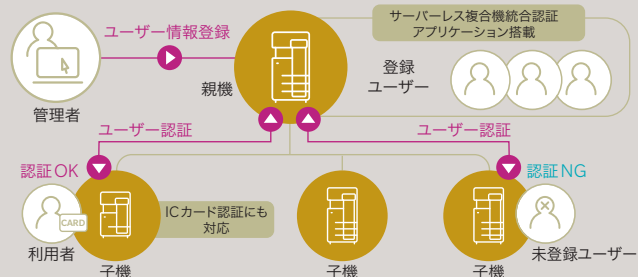 サーバーレス複合機統合認証
アプリケーション搭載
ユーザー情報登録
登録
ユーザー
親機
管理者
ユーザー認証
ユーザー認証
認証OK
認証NG
CARD
ICカード認証にも
対応
利用者
未登録ユーザー
子機
子機
子機